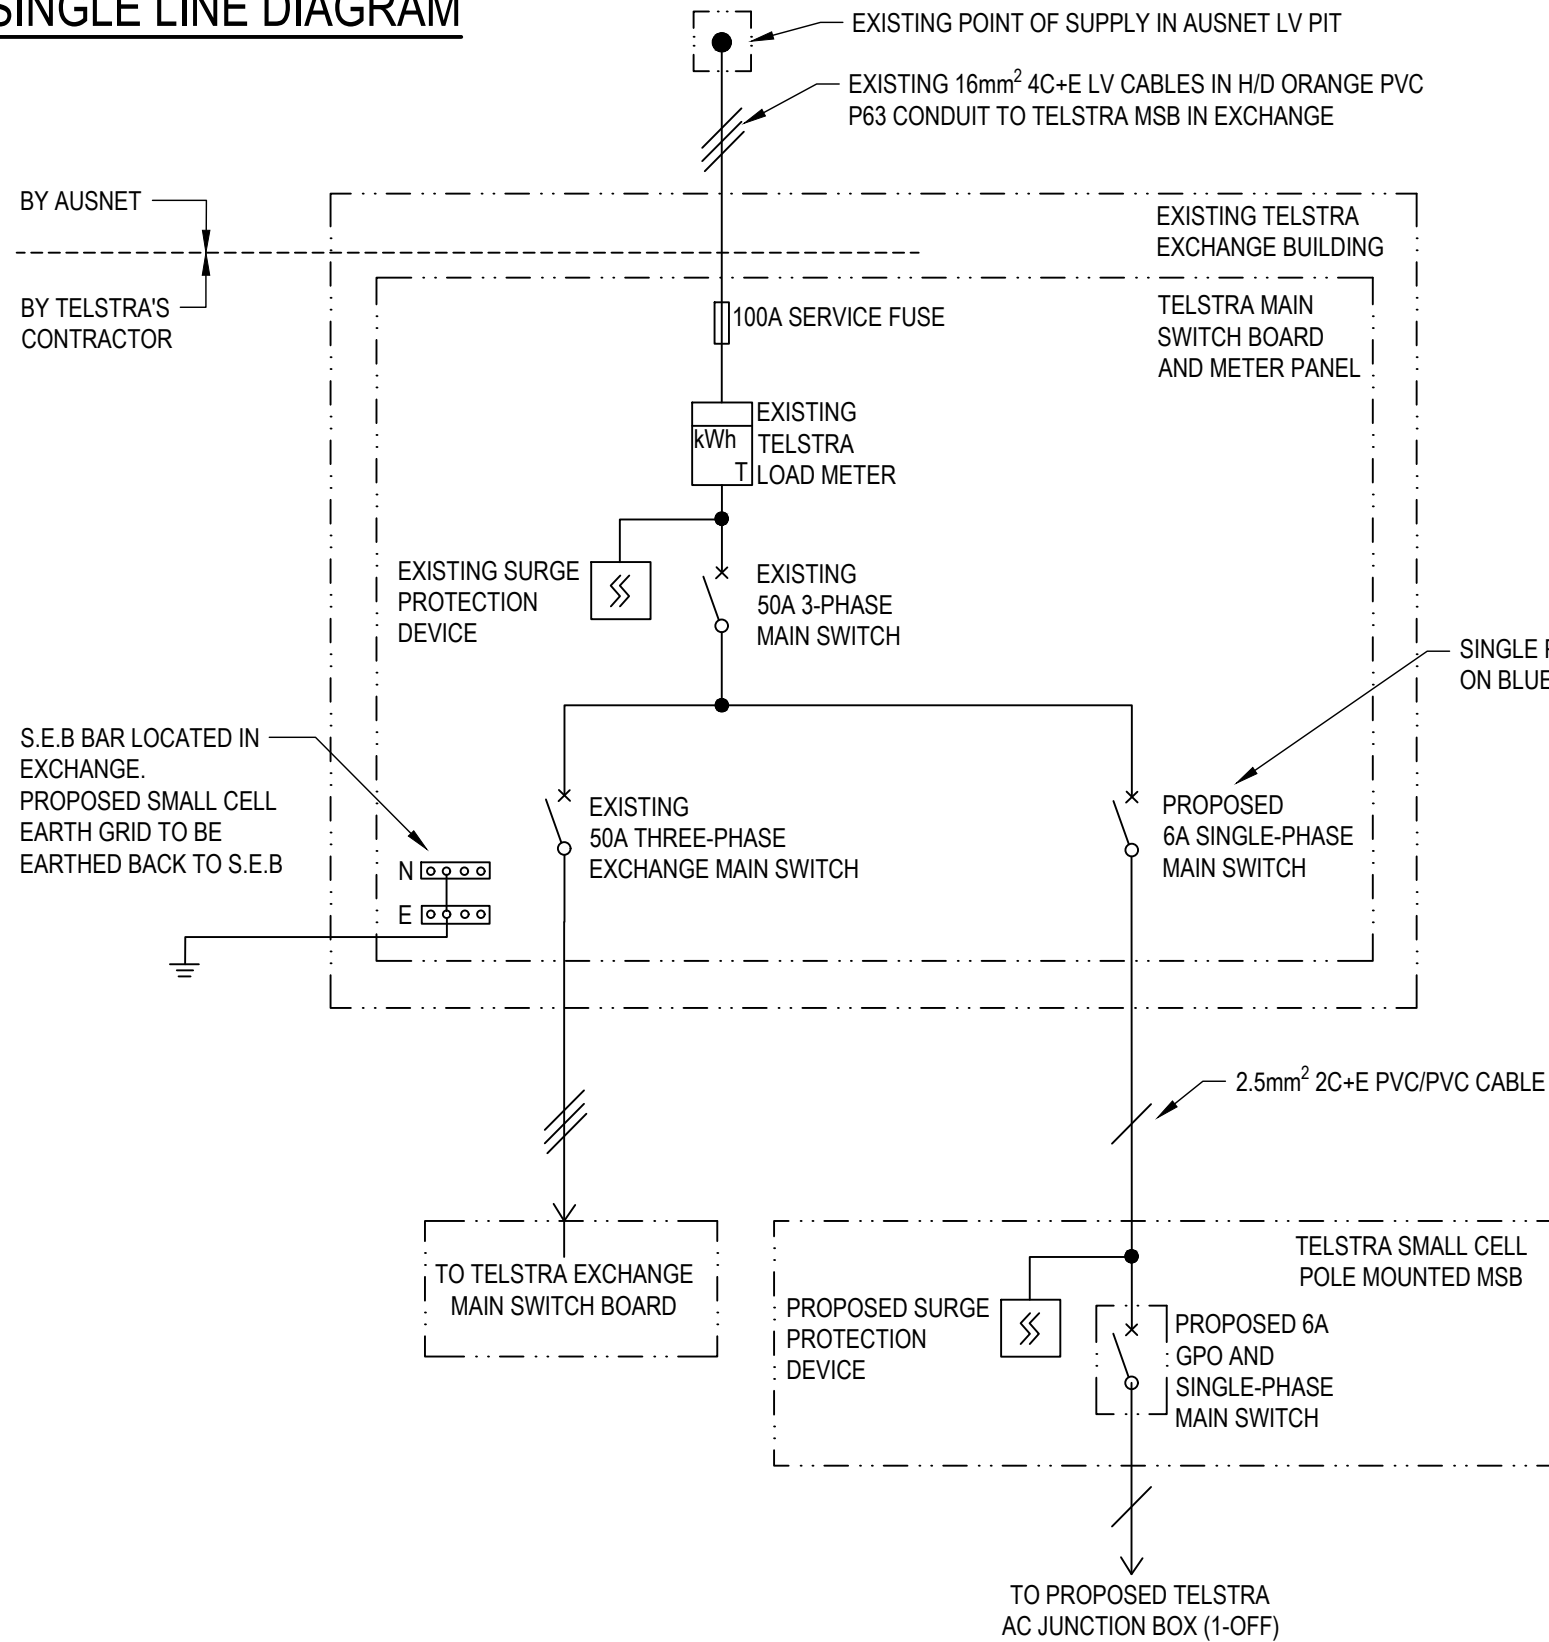 SINGLE LINE DIAGRAM
EXISTING POINT OF SUPPLY IN AUSNET LV PIT
EXISTING 16mm² 4C+E LV CABLES IN H/D ORANGE PVC
P63 CONDUIT TO TELSTRA MSB IN EXCHANGE
BY AUSNET
BY TELSTRA'S
CONTRACTOR
EXISTING TELSTRA
EXCHANGE BUILDING
TELSTRA MAIN
SWITCH BOARD
AND METER PANEL
100A SERVICE FUSE
kWh
T
EXISTING
TELSTRA
LOAD METER
EXISTING SURGE
PROTECTION
DEVICE
EXISTING
50A 3-PHASE
MAIN SWITCH
SINGLE
ON BLUE
S.E.B BAR LOCATED IN
EXCHANGE.
PROPOSED SMALL CELL
EARTH GRID TO BE
EARTHED BACK TO S.E.B
N
E
EXISTING
50A THREE-PHASE
EXCHANGE MAIN SWITCH
PROPOSED
6A SINGLE-PHASE
MAIN SWITCH
2.5mm² 2C+E PVC/PVC CABLE
TO TELSTRA EXCHANGE
MAIN SWITCH BOARD
TELSTRA SMALL CELL
POLE MOUNTED MSB
PROPOSED SURGE
PROTECTION
DEVICE
PROPOSED 6A
GPO AND
SINGLE-PHASE
MAIN SWITCH
TO PROPOSED TELSTRA
AC JUNCTION BOX (1-OFF)